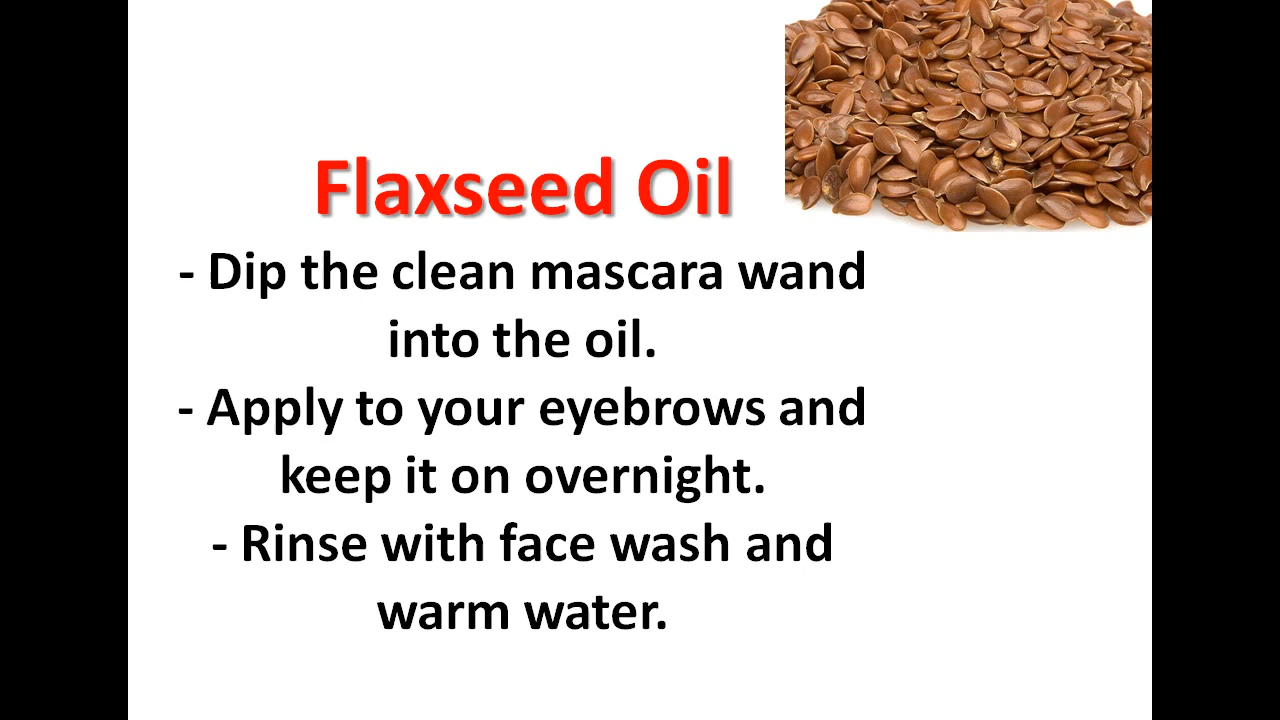 Flaxseed Oil
- Dip the clean mascara wand
into the oil.
- Apply to your eyebrows and
keep it on overnight.
- Rinse with face wash and
warm water.